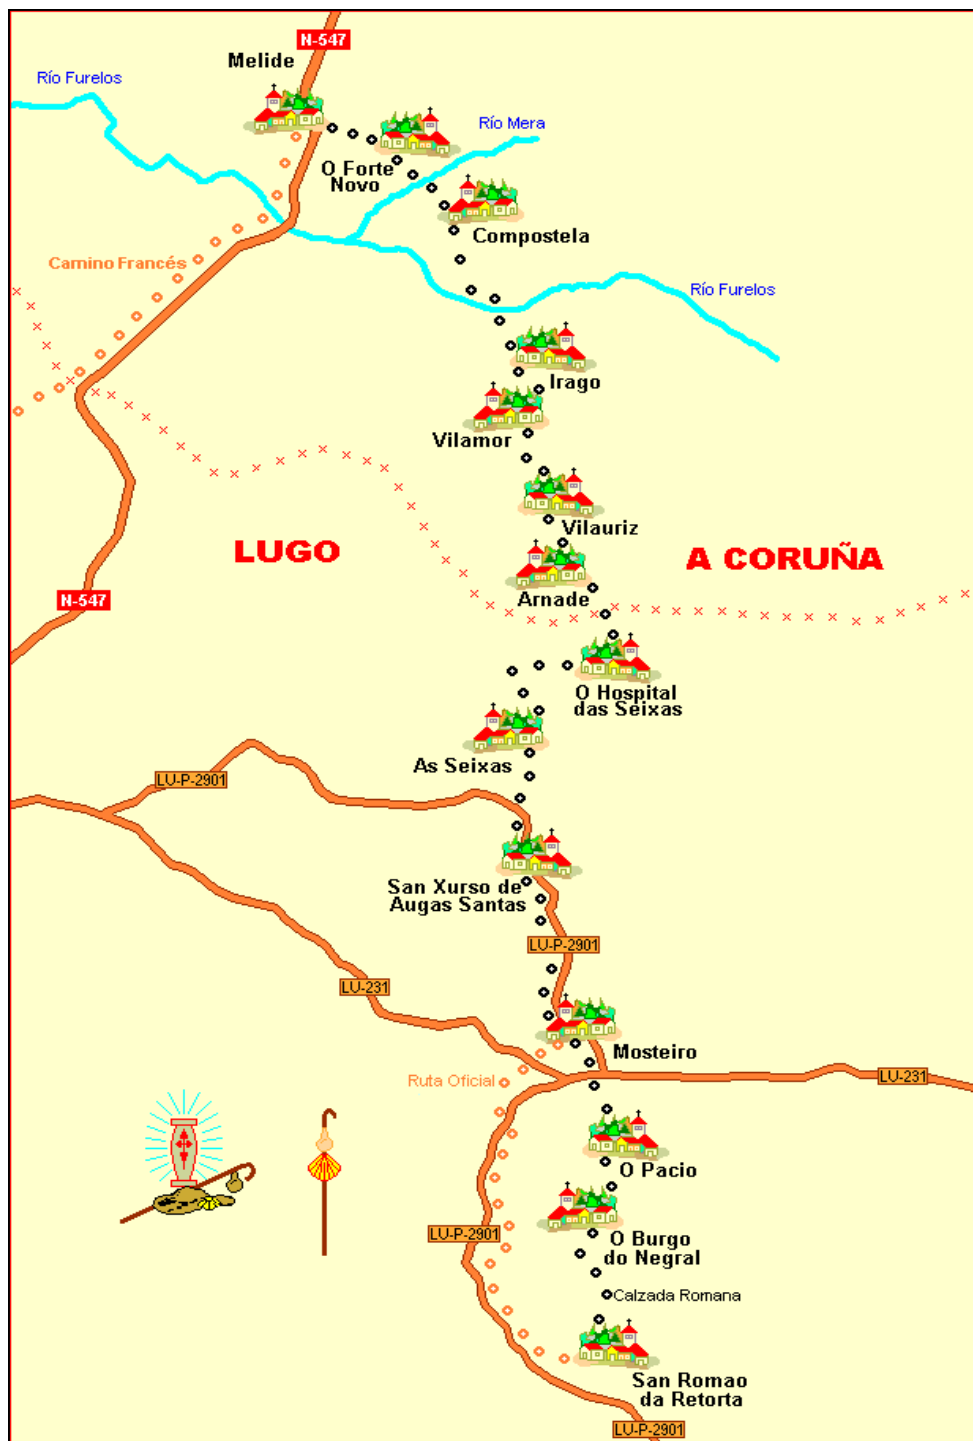 N-547
Melide
Río Furelos
Río Mera
O Forte
Novo
Compostela
Camino Francés
Río Furelos
Irago
Vilamor
Vilauriz
LUGO
A CORUÑA
Arnade
N-547
O Hospital
das Seixas
As Seixas
LU-P-2901
San Xurso de
Augas Santas
LU-P-2901
LU-231
Mosteiro
Ruta Oficial
LU-231
O Pacio
LU-P-2901
O Burgo
do Negral
Calzada Romana
San Romao
da Retorta
LU-P-2901